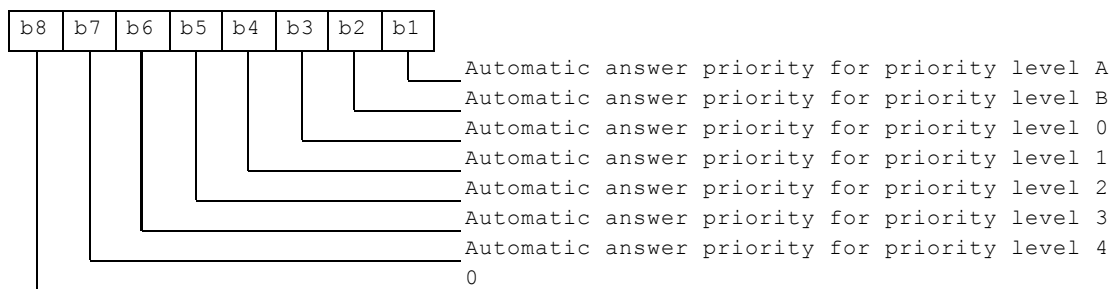 b8 b7 b6 b5 b4 b3 b2 b1
Automatic answer priority for priority level A
Automatic answer priority for priority level B
Automatic answer priority for priority level 0
Automatic answer priority for priority level 1
Automatic answer priority for priority level 2
Automatic answer priority for priority level 3
Automatic answer priority for priority level 4
0